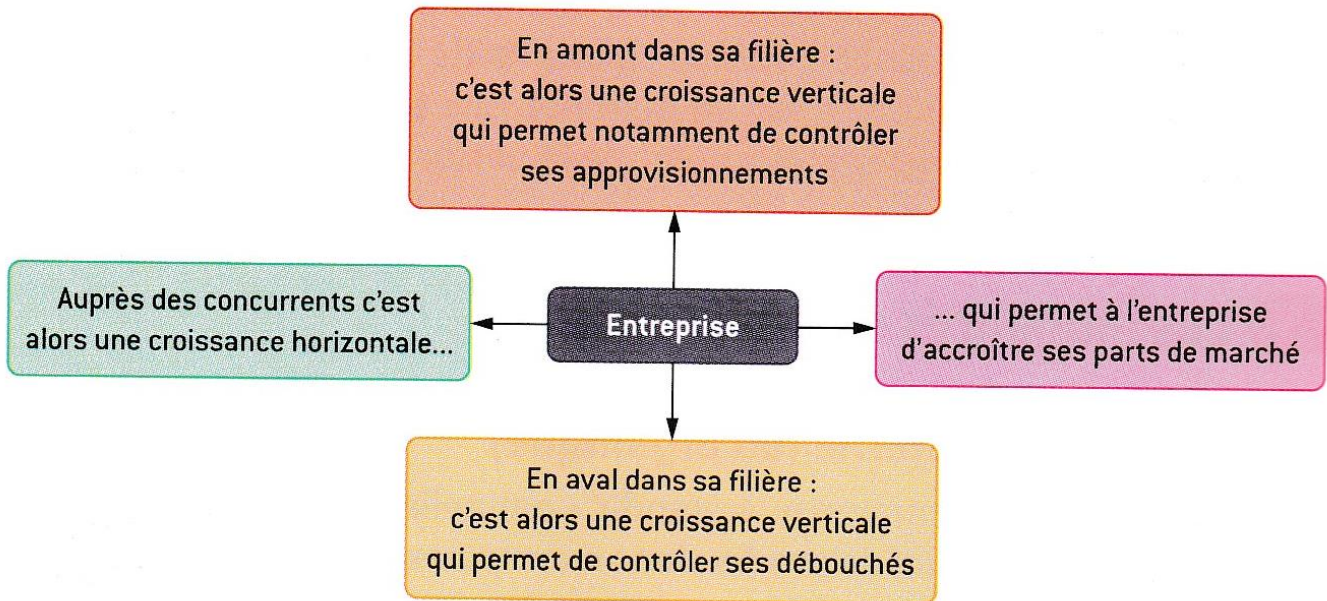 En amont dans sa filière :
c'est alors une croissance verticale
qui permet notamment de contrôler
ses approvisionnements
Auprès des concurrents c'est
alors une croissance horizontale...
Entreprise
... qui permet à l'entreprise
d'accroître ses parts de marché
En aval dans sa filière :
c'est alors une croissance verticale
qui permet de contrôler ses débouchés